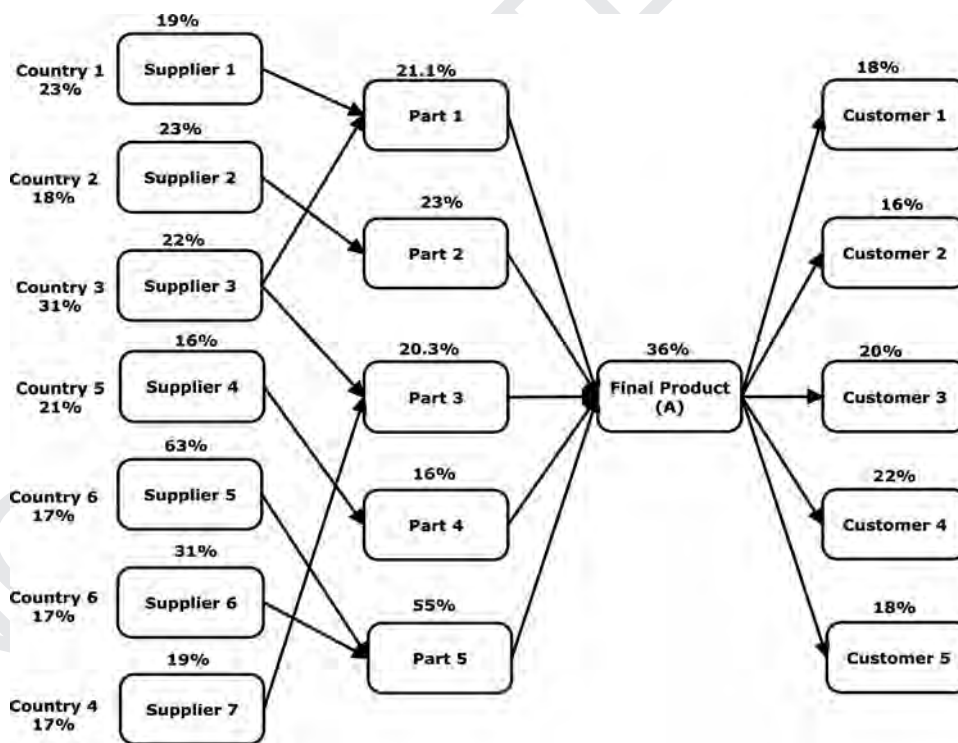 19%
Country 1
23%
Supplier 1
21.1%
Part 1
18%
Customer 1
23%
Country 2
18%
Supplier 2
23%
Part 2
16%
Customer 2
22%
Country 3
31%
Supplier 3
20.3%
Part 3
36%
Final Product
(A)
20%
Customer 3
16%
Country 5
21%
Supplier 4
16%
Part 4
22%
Customer 4
63%
Country 6
17%
Supplier 5
55%
Part 5
18%
Customer 5
31%
Country 6
17%
Supplier 6
19%
Country 4
17%
Supplier 7